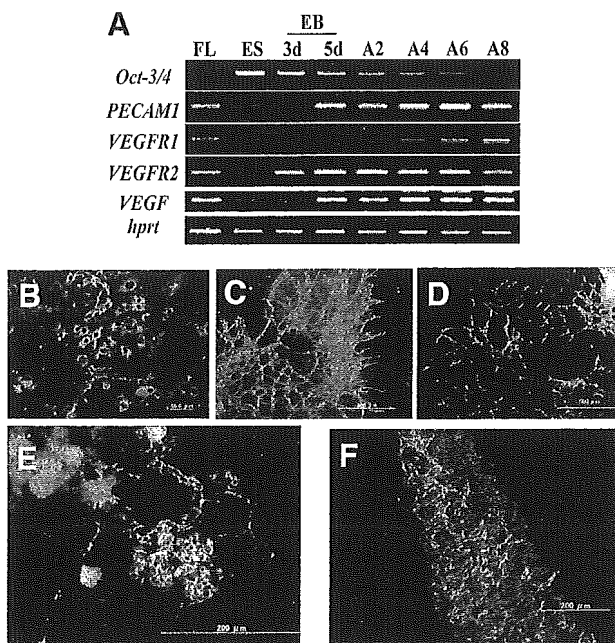 A
EB
FL ES 3d 5d A2 A4 A6 A8
Oct-3/4
PECAM1
VEGFR1
VEGFR2
VEGF
hprt
B
C
D
E
200 μm
F
200 μm